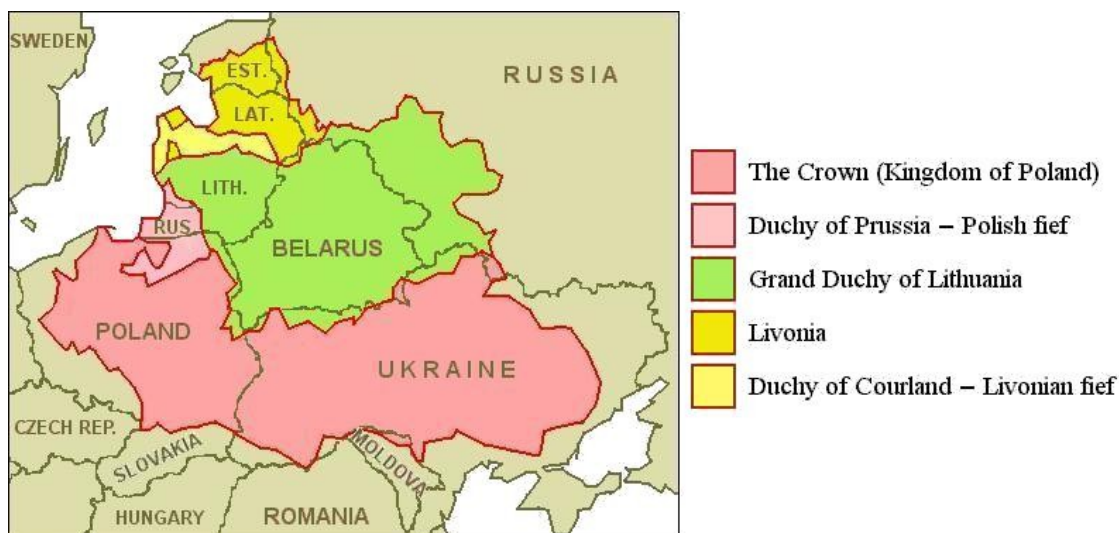 SWEDEN
RUSSIA
EST.
LAT.
LITH.
RUS
BELARUS
POLAND
UKRAINE
CZECH REP.
SLOVAKIA
MOLDOVA
HUNGARY
ROMANIA
The Crown (Kingdom of Poland)
Duchy of Prussia – Polish fief
Grand Duchy of Lithuania
Livonia
Duchy of Courland – Livonian fief